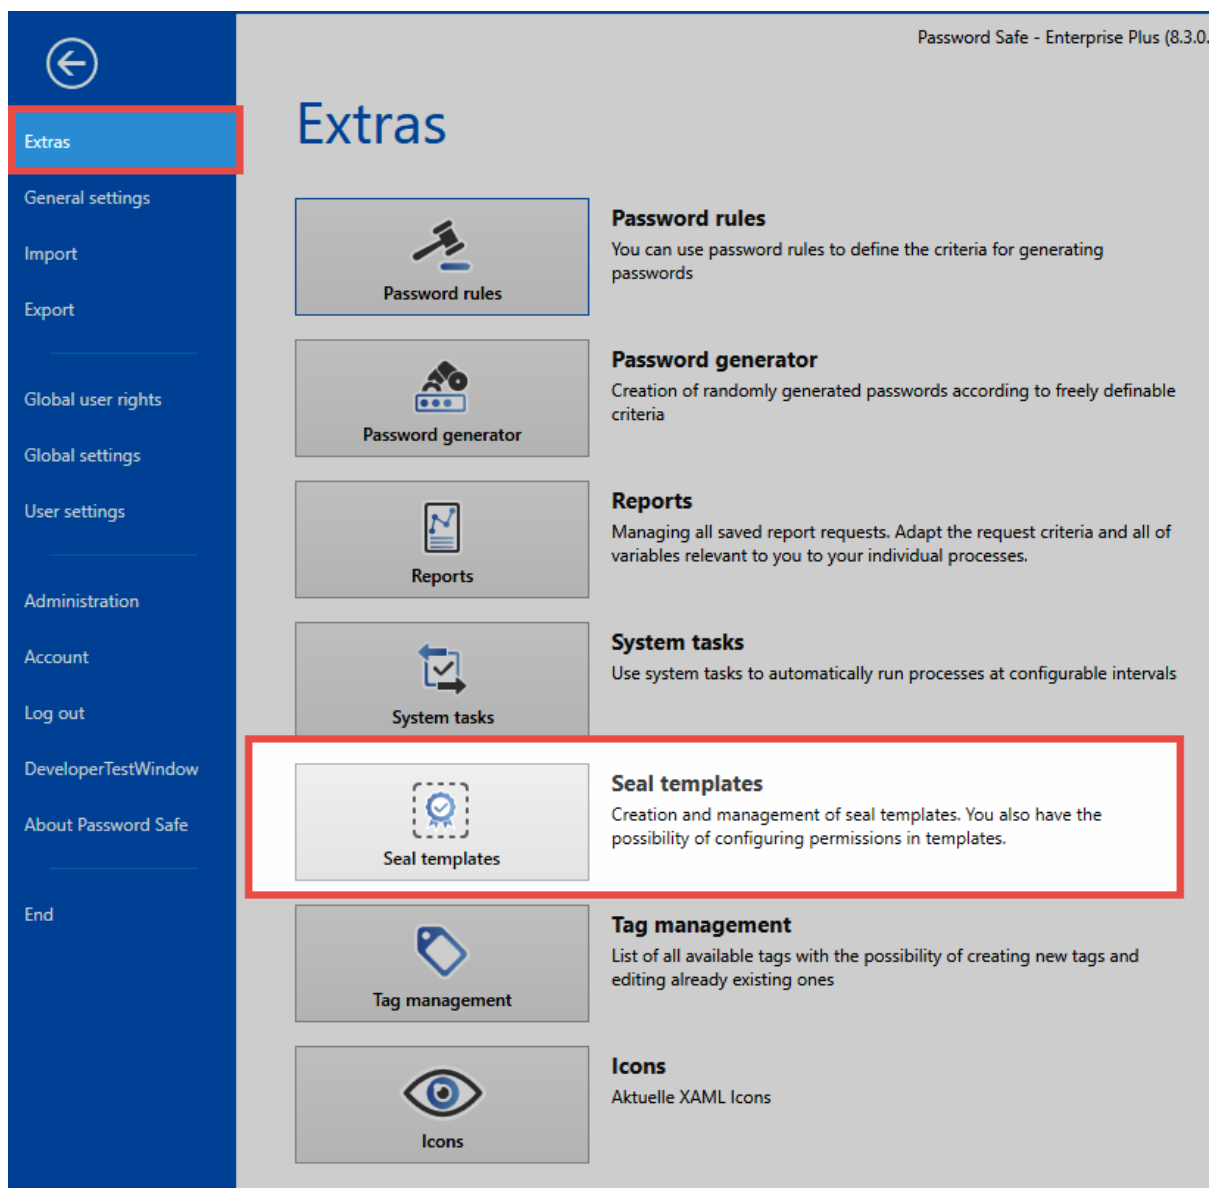 Password Safe - Enterprise Plus (8.3.0.
Extras
General settings
Import
Export
Global user rights
Global settings
User settings
Administration
Account
Log out
DeveloperTestWindow
About Password Safe
End
Extras
Password rules
Password rules
You can use password rules to define the criteria for generating
passwords
Password generator
Password generator
Creation of randomly generated passwords according to freely definable
criteria
Reports
Reports
Managing all saved report requests. Adapt the request criteria and all of
variables relevant to you to your individual processes.
System tasks
System tasks
Use system tasks to automatically run processes at configurable intervals
Seal templates
Seal templates
Creation and management of seal templates. You also have the
possibility of configuring permissions in templates.
Tag management
Tag management
List of all available tags with the possibility of creating new tags and
editing already existing ones
Icons
Icons
Aktuelle XAML Icons